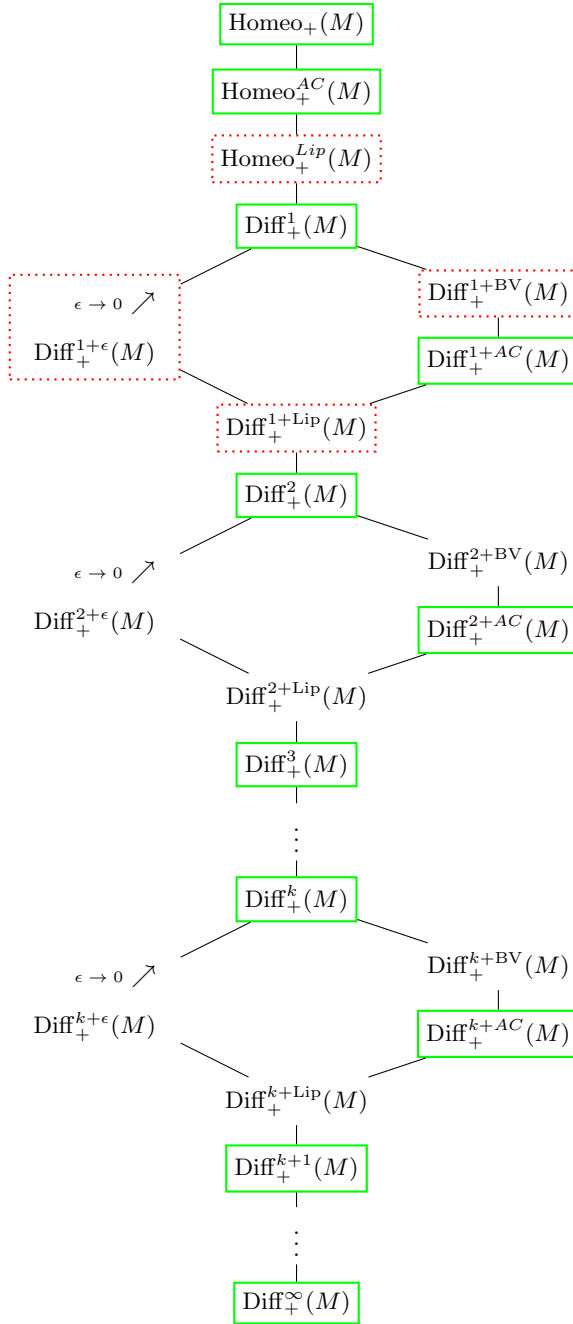 Homeo₊(M)
Homeo₊^{AC}(M)
Homeo₊^{Lip}(M)
Diff₊^{1}(M)
ϵ → 0 ↗
Diff₊^{1+ϵ}(M)
Diff₊^{1+BV}(M)
Diff₊^{1+AC}(M)
Diff₊^{1+Lip}(M)
Diff₊^{2}(M)
ϵ → 0 ↗
Diff₊^{2+ϵ}(M)
Diff₊^{2+BV}(M)
Diff₊^{2+AC}(M)
Diff₊^{2+Lip}(M)
Diff₊^{3}(M)
⋮
Diff₊^{k}(M)
ϵ → 0 ↗
Diff₊^{k+ϵ}(M)
Diff₊^{k+BV}(M)
Diff₊^{k+AC}(M)
Diff₊^{k+Lip}(M)
Diff₊^{k+1}(M)
⋮
Diff₊^{∞}(M)